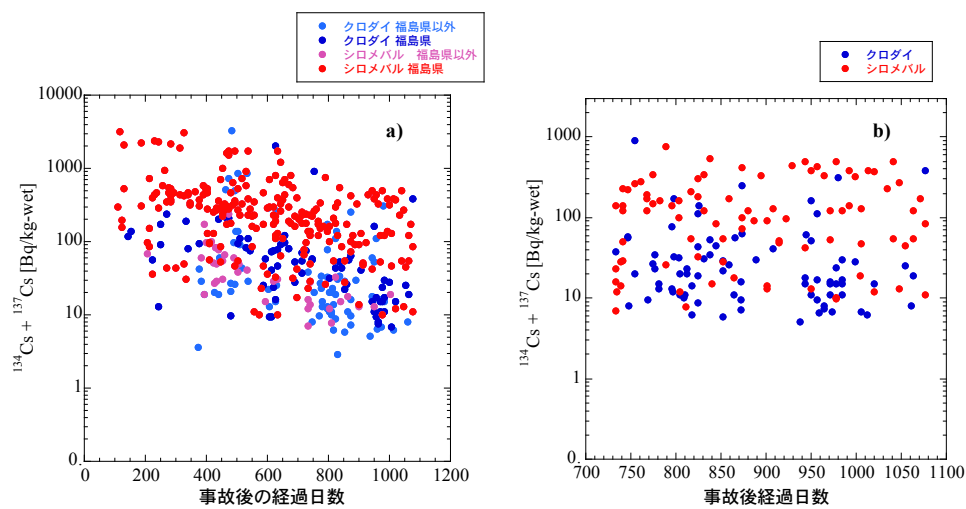 クロダイ 福島県以外
クロダイ 福島県
シロメバル　福島県以外
シロメバル 福島県
a)
10000
1000
100
10
1
0.
0 200 400 600 800 1000 1200
¹³⁴Cs + ¹³⁷Cs [Bq/kg-wet]
事故後の経過日数
クロダイ
シロメバル
b)
1000
100
10
1
0.
700 750 800 850 900 950 1000 1050 1100
¹³⁴Cs + ¹³⁷Cs [Bq/kg-wet]
事故後経過日数